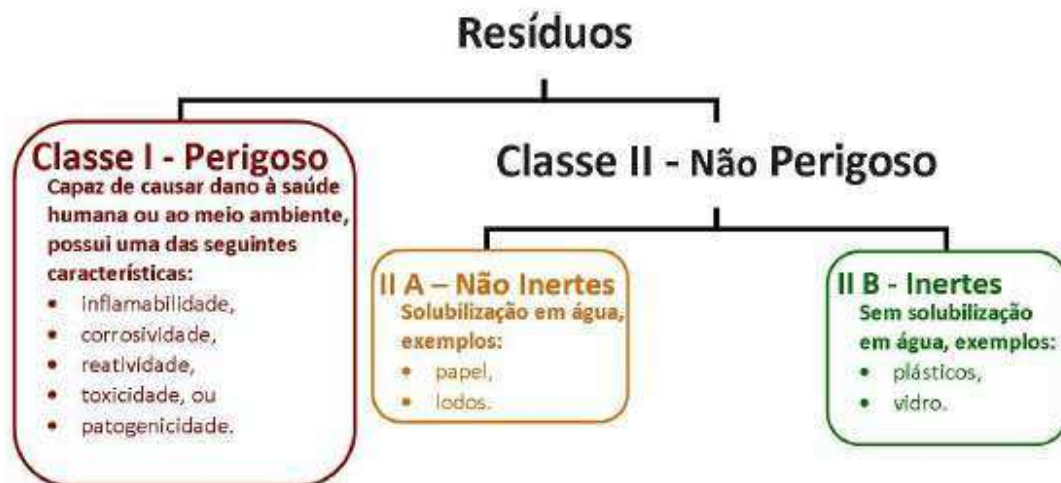 Resíduos
Classe I - Perigoso
Capaz de causar dano à saúde
humana ou ao meio ambiente,
possui uma das seguintes
características:
• inflamabilidade,
• corrosividade,
• reatividade,
• toxicidade, ou
• patogenicidade.
Classe II - Não Perigoso
II A – Não Inertes
Solubilização em água,
exemplos:
• papel,
• lodos.
II B - Inertes
Sem solubilização
em água, exemplos:
• plásticos,
• vidro.